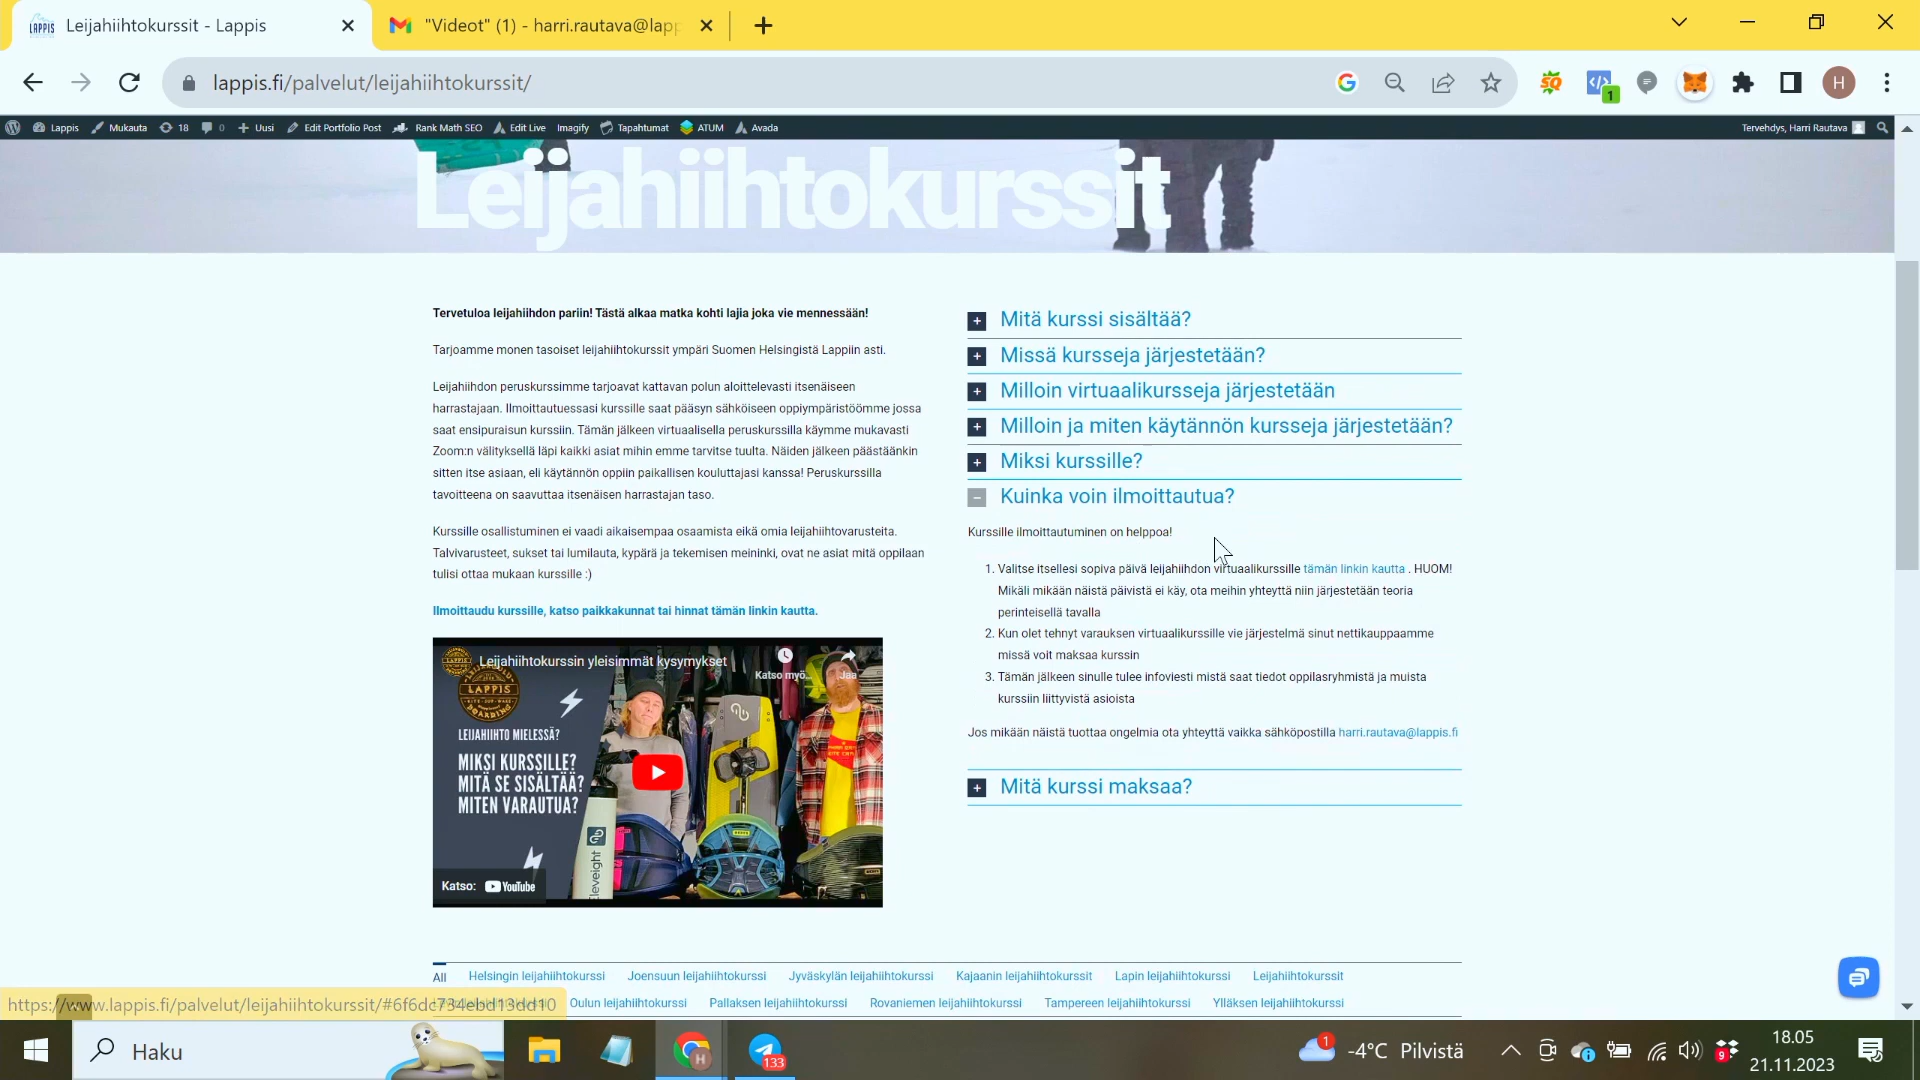 Leijahiihtokurssit - Lappis
"Videot" (1) - harri.rautava@lapp
lappis.fi/palvelut/leijahiihtokurssit/
1
H
Lappis Mukauta 18 0 Uusi Edit Portfolio Post Rank Math SEO Edit Live Imagify Tapahtumat ATUM Avada Tervehdys, Harri Rautava
Leijahiihtokurssit
Tervetuloa leijahiihdon pariin! Tästä alkaa matka kohti lajia joka vie mennessään!
Tarjoamme monen tasoiset leijahiihtokurssit ympäri Suomen Helsingistä Lappiin asti.
Leijahiihdon peruskurssimme tarjoavat kattavan polun aloittelevasti itsenäiseen
harrastajaan. Ilmoittautuessasi kurssille saat pääsyn sähköiseen oppiympäristöömme jossa
saat ensipuraisun kurssiin. Tämän jälkeen virtuaalisella peruskurssilla käymme mukavasti
Zoom:n välityksellä läpi kaikki asiat mihin emme tarvitse tuulta. Näiden jälkeen päästäänkin
sitten itse asiaan, eli käytännön oppiin paikallisen kouluttajasi kanssa! Peruskurssilla
tavoitteena on saavuttaa itsenäisen harrastajan taso.
Kurssille osallistuminen ei vaadi aikaisempaa osaamista eikä omia leijahiihtovarusteita.
Talvivarusteet, sukset tai lumilauta, kypärä ja tekemisen meininki, ovat ne asiat mitä oppilaan
tulisi ottaa mukaan kurssille :)
Ilmoittaudu kurssille, katso paikkakunnat tai hinnat tämän linkin kautta.
Leijahiihtokurssin yleisimmät kysymykset
Katso myö...
Jaa
LAPPIS
BOARDING
LEIJAHIIHTO MIELESSÄ?
MIKSI KURSSILLE?
MITÄ SE SISÄLTÄÄ?
MITEN VARAUTUA?
eleveight
Katso: YouTube
Mitä kurssi sisältää?
Missä kursseja järjestetään?
Milloin virtuaalikursseja järjestetään
Milloin ja miten käytännön kursseja järjestetään?
Miksi kurssille?
Kuinka voin ilmoittautua?
Kurssille ilmoittautuminen on helppoa!
1. Valitse itsellesi sopiva päivä leijahiihdon virtuaalikurssille tämän linkin kautta . HUOM!
Mikäli mikään näistä päivistä ei käy, ota meihin yhteyttä niin järjestetään teoria
perinteisellä tavalla
2. Kun olet tehnyt varauksen virtuaalikurssille vie järjestelmä sinut nettikauppaamme
missä voit maksaa kurssin
3. Tämän jälkeen sinulle tulee infoviesti mistä saat tiedot oppilasryhmistä ja muista
kurssiin liittyvistä asioista
Jos mikään näistä tuottaa ongelmia ota yhteyttä vaikka sähköpostilla harri.rautava@lappis.fi
Mitä kurssi maksaa?
All Helsingin leijahiihtokurssi Joensuun leijahiihtokurssi Jyväskylän leijahiihtokurssi Kajaanin leijahiihtokurssit Lapin leijahiihtokurssi Leijahiihtokurssit
Oulun leijahiihtokurssi Pallaksen leijahiihtokurssi Rovaniemen leijahiihtokurssi Tampereen leijahiihtokurssi Ylläksen leijahiihtokurssi
https://www.lappis.fi/palvelut/leijahiihtokurssit/#6f6dc734ebd13dd10
Haku
H
133
1
-4°C Pilvistä
9
18.05
21.11.2023